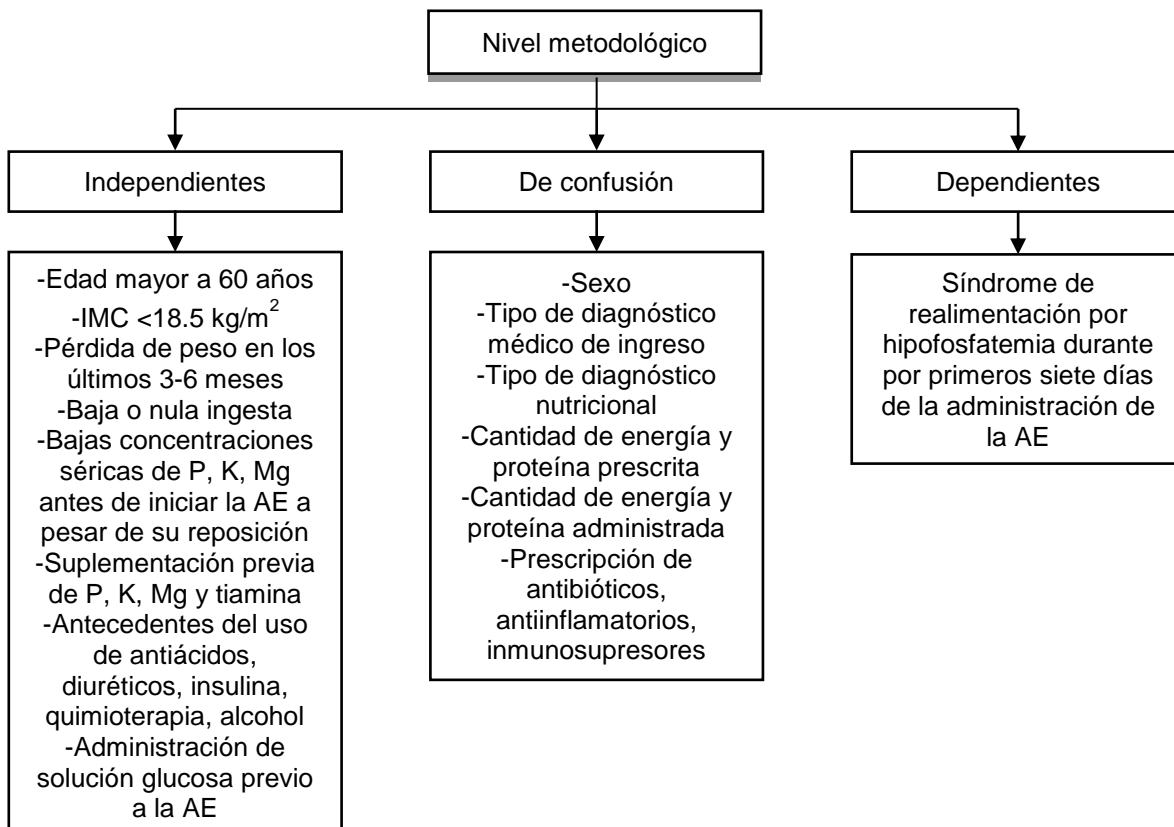 Nivel metodológico
Independientes
De confusión
Dependientes
-Edad mayor a 60 años
-IMC <18.5 kg/m²
-Pérdida de peso en los
últimos 3-6 meses
-Baja o nula ingesta
-Bajas concentraciones
séricas de P, K, Mg
antes de iniciar la AE a
pesar de su reposición
-Suplementación previa
de P, K, Mg y tiamina
-Antecedentes del uso
de antiácidos,
diuréticos, insulina,
quimioterapia, alcohol
-Administración de
solución glucosa previo
a la AE
-Sexo
-Tipo de diagnóstico
médico de ingreso
-Tipo de diagnóstico
nutricional
-Cantidad de energía y
proteína prescrita
-Cantidad de energía y
proteína administrada
-Prescripción de
antibióticos,
antiinflamatorios,
inmunosupresores
Síndrome de
realimentación por
hipofosfatemia durante
por primeros siete días
de la administración de
la AE